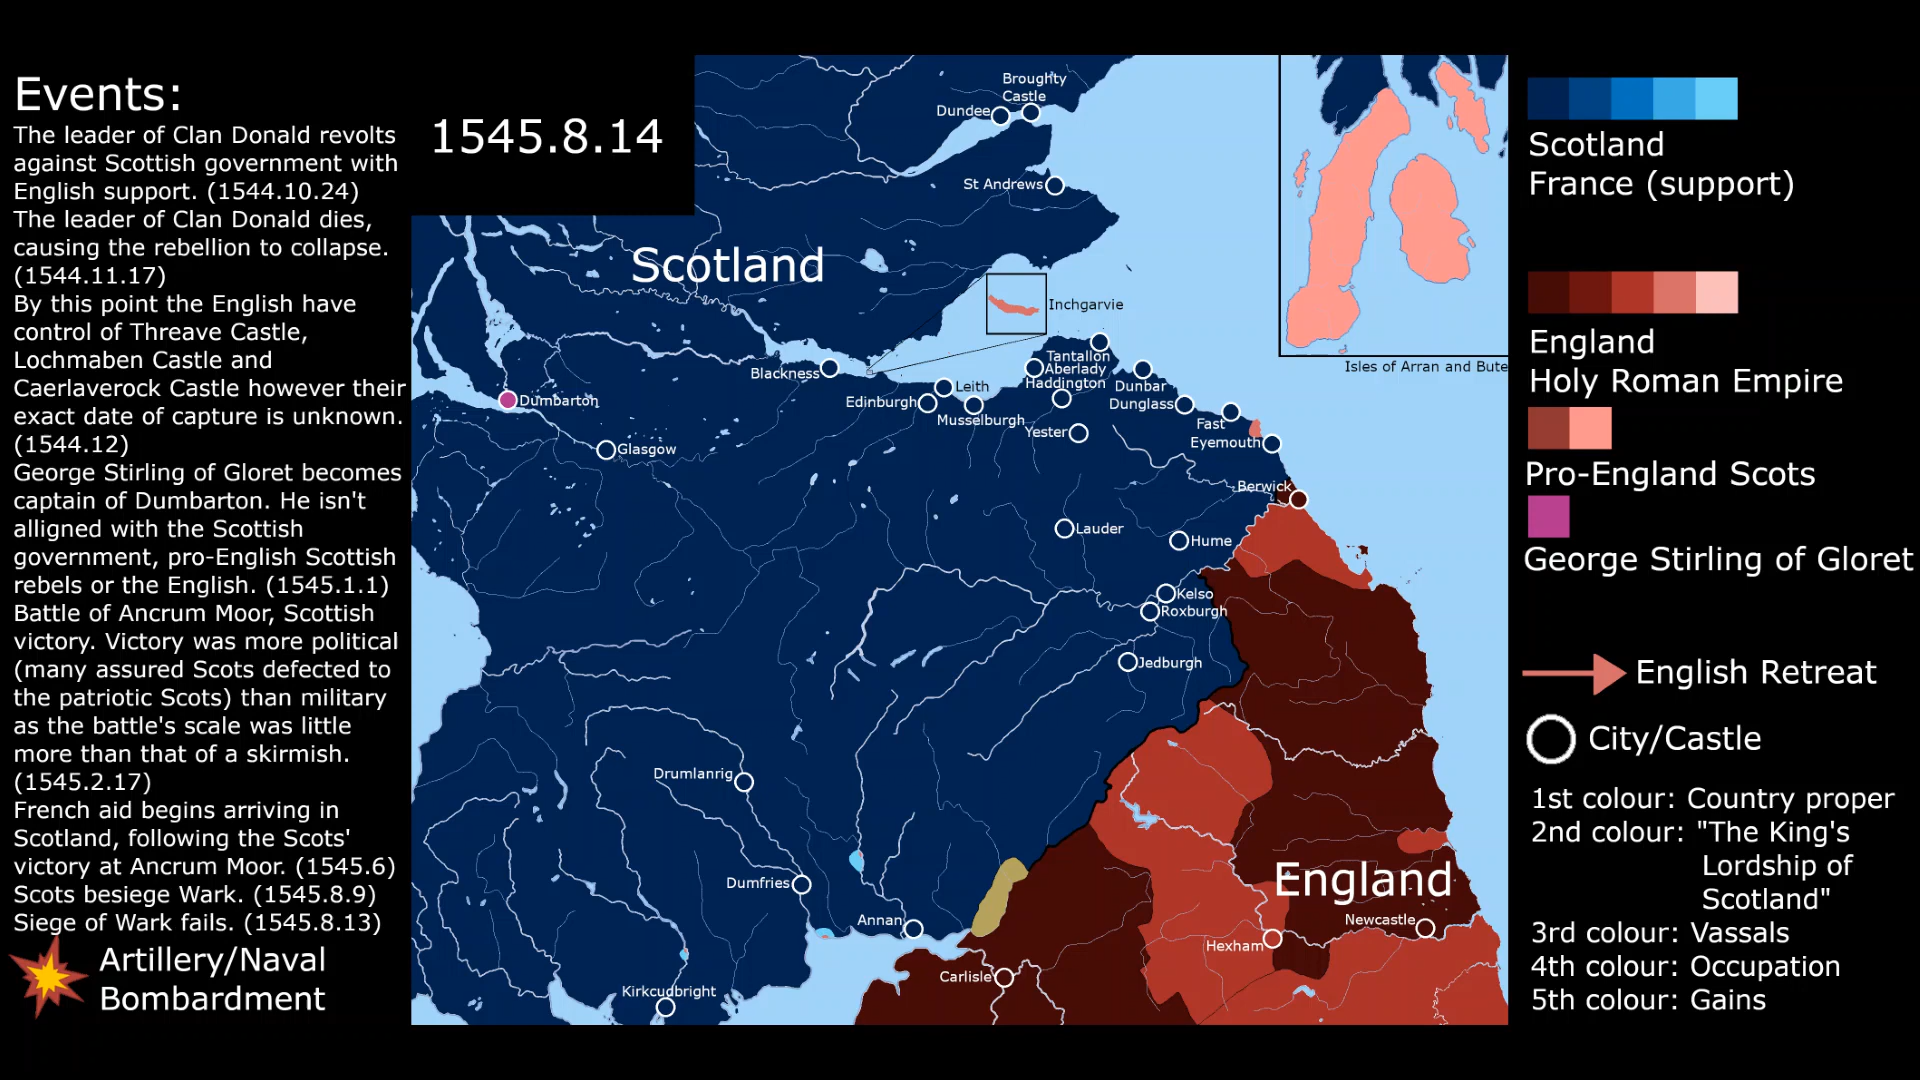 Events:
The leader of Clan Donald revolts
against Scottish government with
English support. (1544.10.24)
The leader of Clan Donald dies,
causing the rebellion to collapse.
(1544.11.17)
By this point the English have
control of Threave Castle,
Lochmaben Castle and
Caerlaverock Castle however their
exact date of capture is unknown.
(1544.12)
George Stirling of Gloret becomes
captain of Dumbarton. He isn't
alligned with the Scottish
government, pro-English Scottish
rebels or the English. (1545.1.1)
Battle of Ancrum Moor, Scottish
victory. Victory was more political
(many assured Scots defected to
the patriotic Scots) than military
as the battle's scale was little
more than that of a skirmish.
(1545.2.17)
French aid begins arriving in
Scotland, following the Scots'
victory at Ancrum Moor. (1545.6)
Scots besiege Wark. (1545.8.9)
Siege of Wark fails. (1545.8.13)
Artillery/Naval
Bombardment
1545.8.14
Broughty
Castle
Dundee
St Andrews
Scotland
Inchgarvie
Isles of Arran and Bute
Blackness
Tantallon
Aberlady
Haddington
Dunbar
Leith
Edinburgh
Musselburgh
Dunglass
Dumbarton
Fast
Yester
Eyemouth
Glasgow
Berwick
Lauder
Hume
Kelso
Roxburgh
Jedburgh
Drumlanrig
Dumfries
England
Annan
Newcastle
Hexham
Carlisle
Kirkcudbright
Scotland
France (support)
England
Holy Roman Empire
Pro-England Scots
George Stirling of Gloret
English Retreat
City/Castle
1st colour: Country proper
2nd colour: "The King's
Lordship of
Scotland"
3rd colour: Vassals
4th colour: Occupation
5th colour: Gains